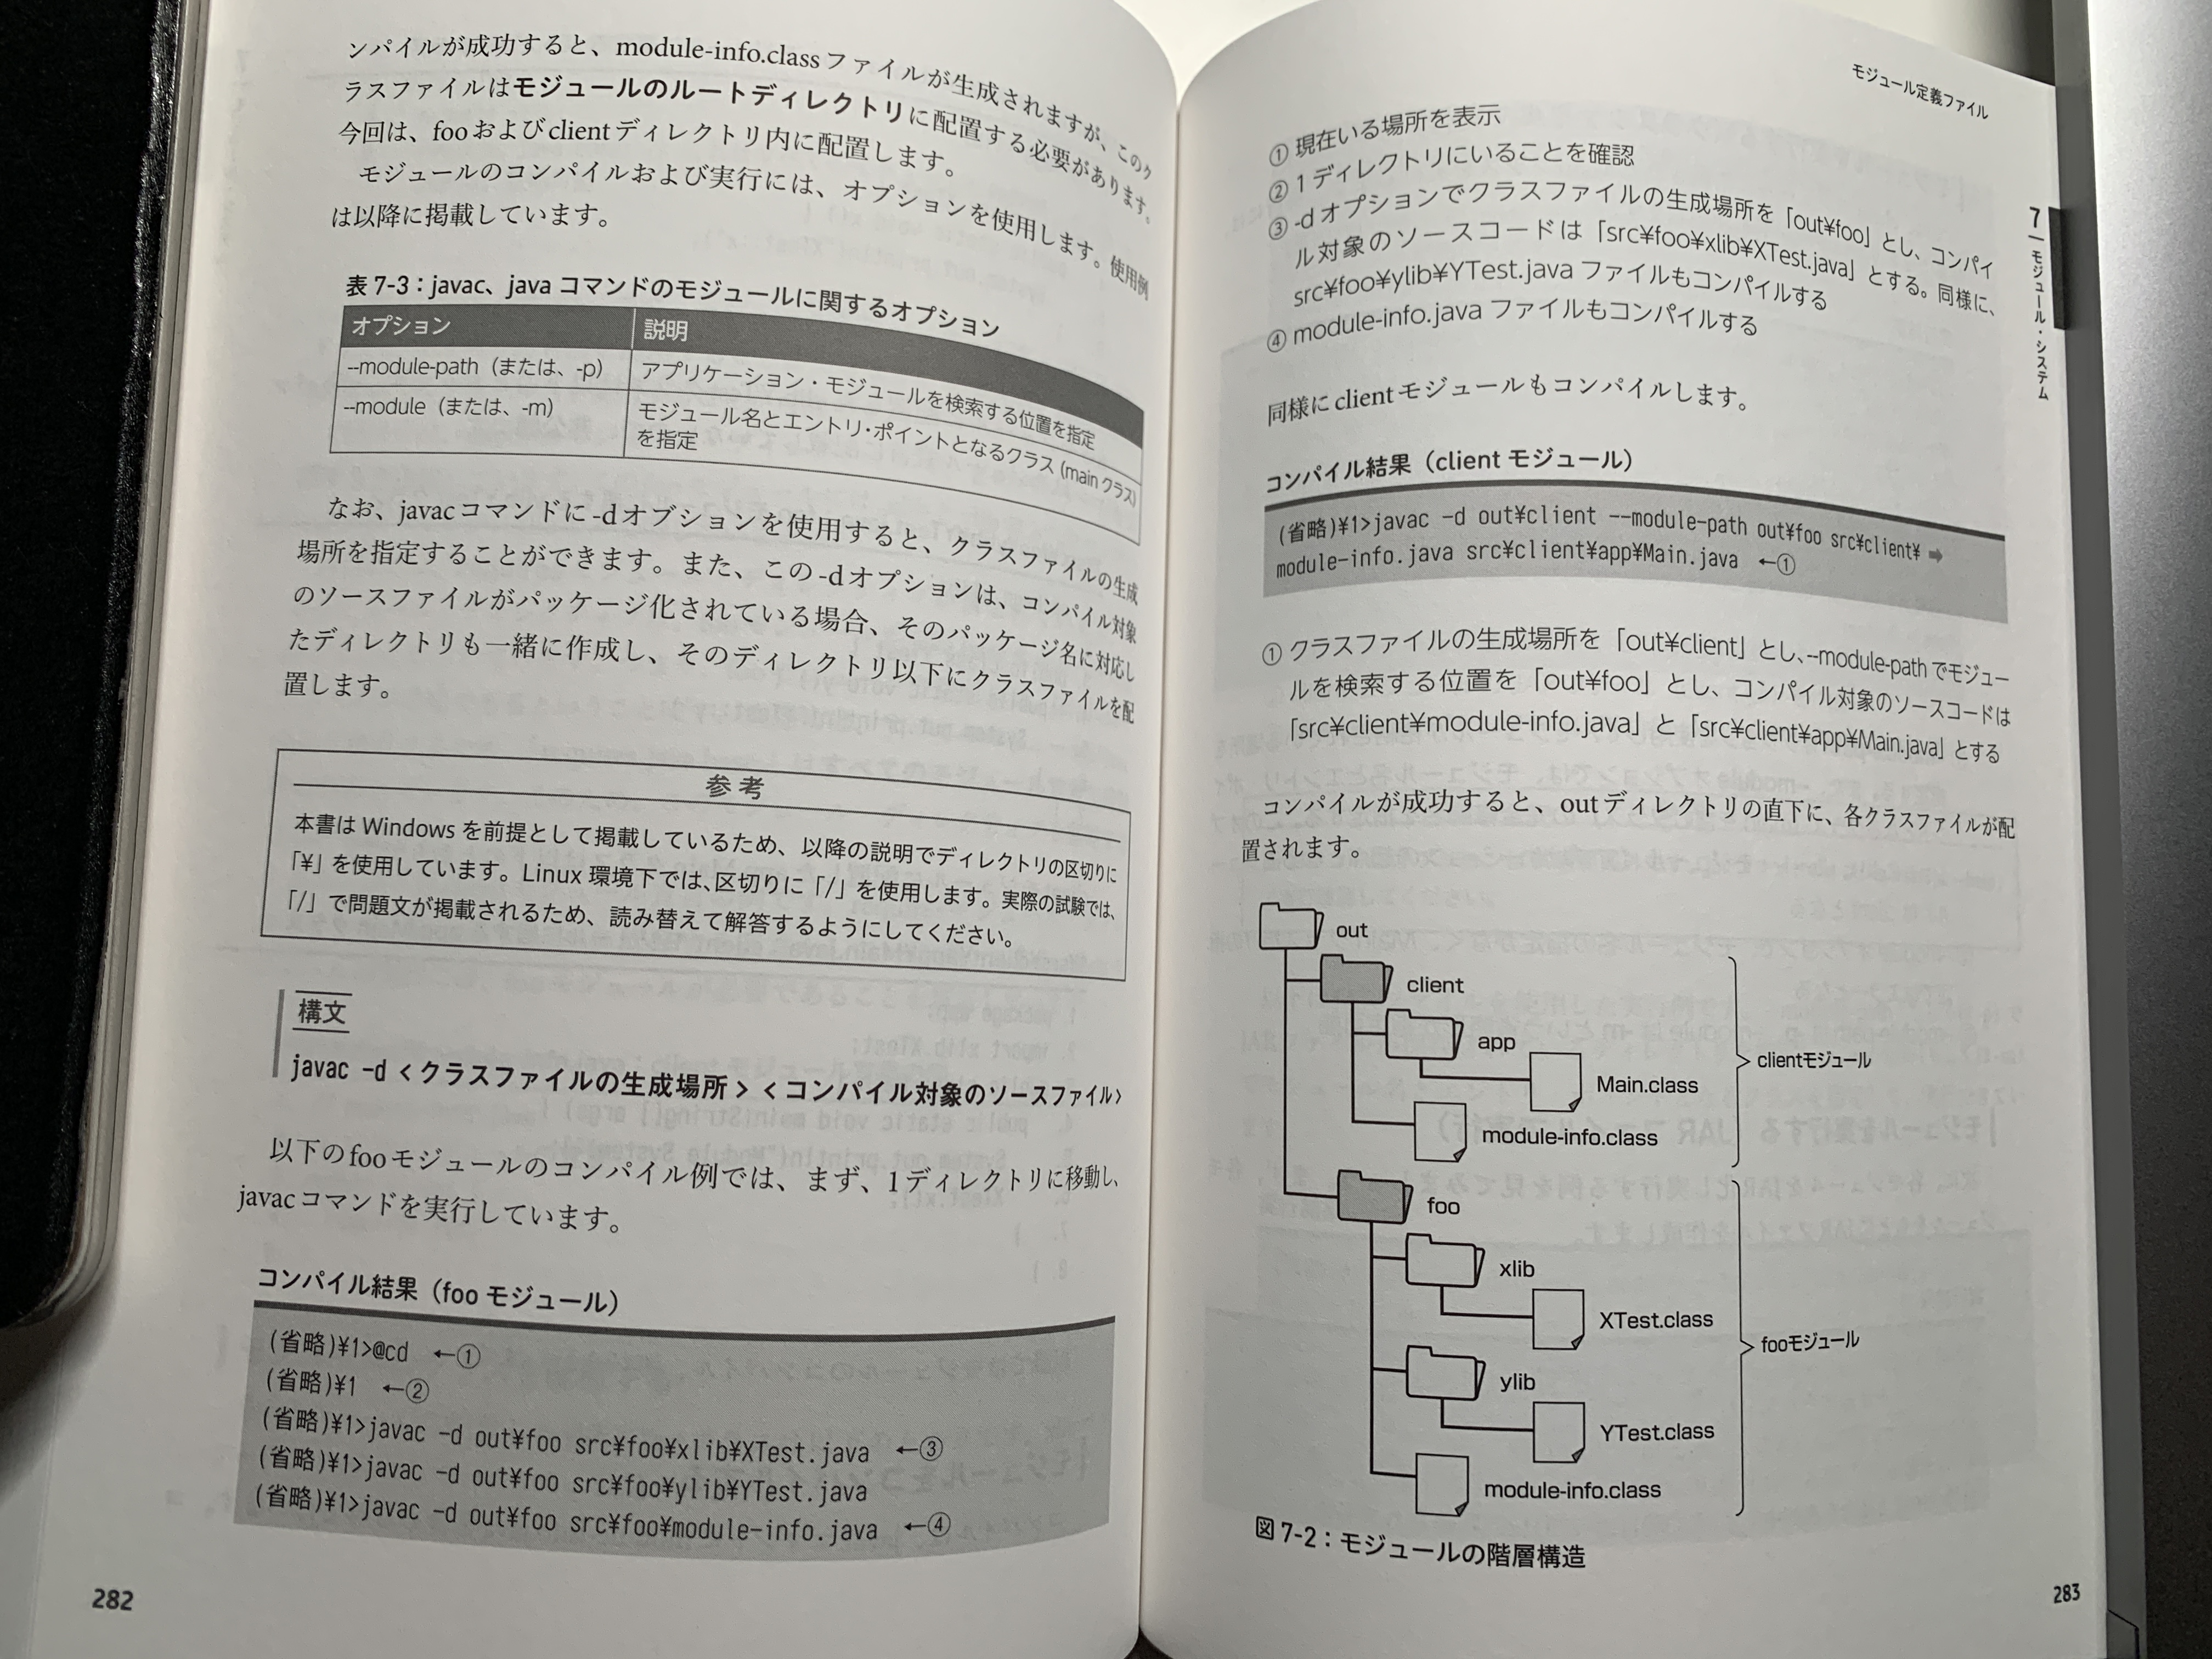 ンパイルが成功すると、module-info.classファイルが生成されますが、このク
ラスファイルはモジュールのルートディレクトリに配置する必要があります。
今回は、fooおよびclientディレクトリ内に配置します。
モジュールのコンパイルおよび実行には、オプションを使用します。使用例
は以降に掲載しています。
表 7-3：javac、java コマンドのモジュールに関するオプション
オプション 説明
--module-path（または、-p） アプリケーション・モジュールを検索する位置を指定
--module（または、-m） モジュール名とエントリ・ポイントとなるクラス (main クラス)
を指定
なお、javacコマンドに -dオプションを使用すると、クラスファイルの生成
場所を指定することができます。また、この -dオプションは、コンパイル対象
のソースファイルがパッケージ化されている場合、そのパッケージ名に対応し
たディレクトリも一緒に作成し、そのディレクトリ以下にクラスファイルを配
置します。
参考
本書は Windows を前提として掲載しているため、以降の説明でディレクトリの区切りに
「¥」を使用しています。Linux 環境下では、区切りに「/」を使用します。実際の試験では、
「/」で問題文が掲載されるため、読み替えて解答するようにしてください。
構文
javac -d <クラスファイルの生成場所> <コンパイル対象のソースファイル>
以下のfooモジュールのコンパイル例では、まず、1ディレクトリに移動し、
javacコマンドを実行しています。
コンパイル結果（foo モジュール）
(省略)¥1>@cd ←①
(省略)¥1 ←②
(省略)¥1>javac -d out¥foo src¥foo¥xlib¥XTest.java ←③
(省略)¥1>javac -d out¥foo src¥foo¥ylib¥YTest.java
(省略)¥1>javac -d out¥foo src¥foo¥module-info.java ←④
282
モジュール定義ファイル
① 現在いる場所を表示
② 1 ディレクトリにいることを確認
③ -d オプションでクラスファイルの生成場所を「out¥foo」とし、コンパイ
ル対象のソースコードは「src¥foo¥xlib¥XTest.java」とする。同様に、
src¥foo¥ylib¥YTest.java ファイルもコンパイルする
④ module-info.java ファイルもコンパイルする
同様にclientモジュールもコンパイルします。
コンパイル結果（client モジュール）
(省略)¥1>javac -d out¥client --module-path out¥foo src¥client¥ ➡
module-info.java src¥client¥app¥Main.java ←①
① クラスファイルの生成場所を「out¥client」とし、--module-path でモジュー
ルを検索する位置を「out¥foo」とし、コンパイル対象のソースコードは
「src¥client¥module-info.java」と「src¥client¥app¥Main.java」とする
コンパイルが成功すると、outディレクトリの直下に、各クラスファイルが配
置されます。
out
client
app
Main.class
module-info.class
clientモジュール
foo
xlib
XTest.class
ylib
YTest.class
module-info.class
fooモジュール
図 7-2：モジュールの階層構造
7 モジュール・システム
283